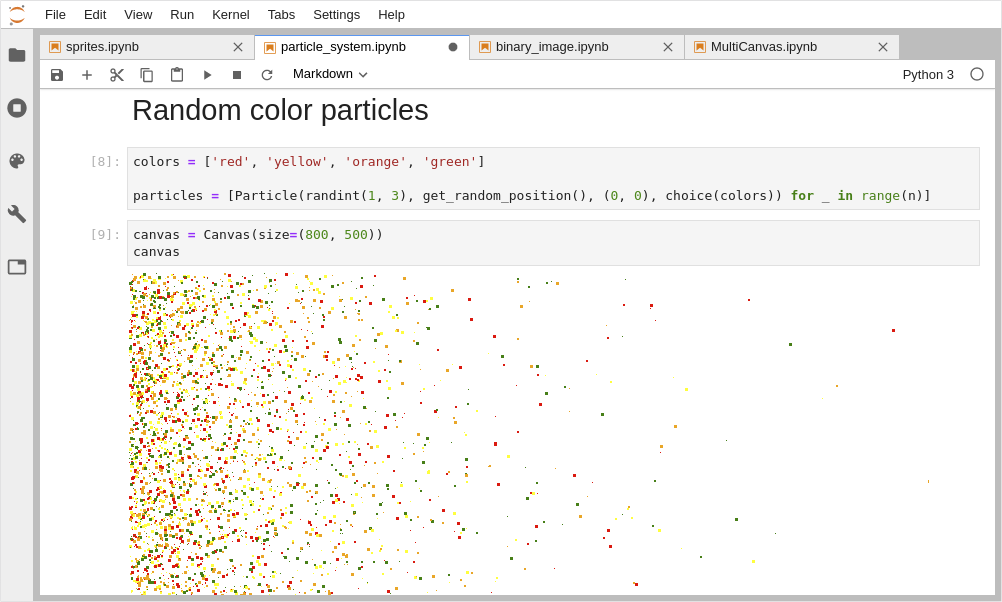 File Edit View Run Kernel Tabs Settings Help
sprites.ipynb particle_system.ipynb binary_image.ipynb MultiCanvas.ipynb
Markdown Python 3
Random color particles
[8]: colors = ['red', 'yellow', 'orange', 'green']
particles = [Particle(randint(1, 3), get_random_position(), (0, 0), choice(colors)) for _ in range(n)]
[9]: canvas = Canvas(size=(800, 500))
canvas